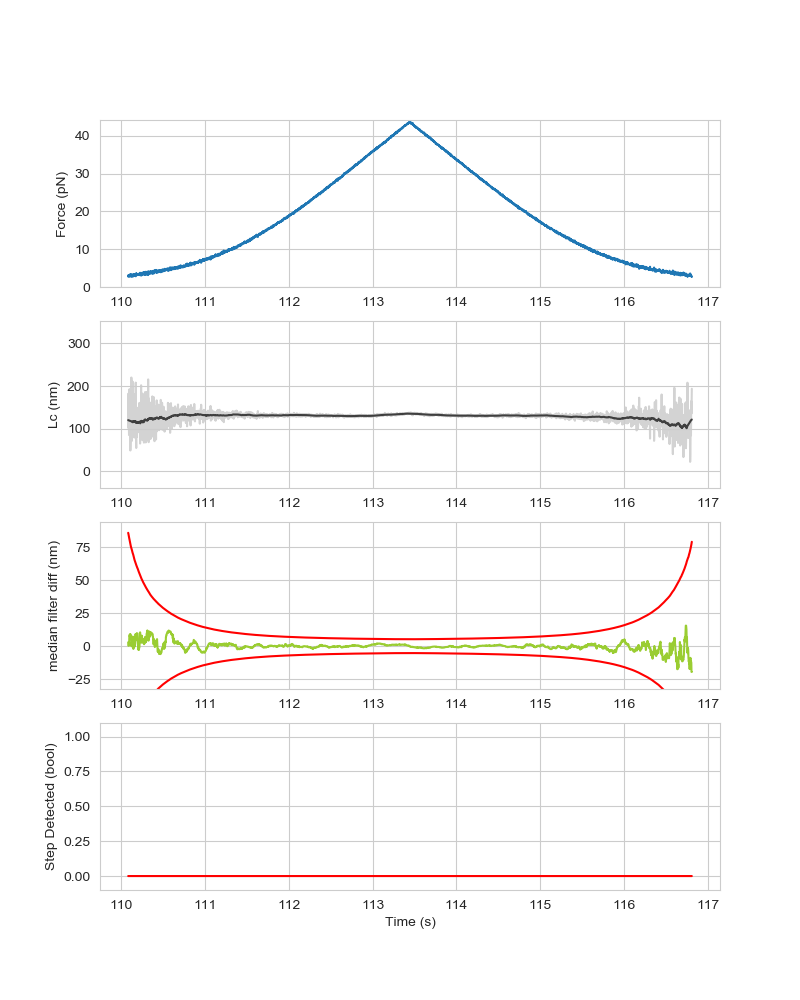 Force (pN)
40
30
20
10
0
110 111 112 113 114 115 116 117
Lc (nm)
300
200
100
0
110 111 112 113 114 115 116 117
median filter diff (nm)
75
50
25
0
−25
110 111 112 113 114 115 116 117
Step Detected (bool)
1.00
0.75
0.50
0.25
0.00
110 111 112 113 114 115 116 117
Time (s)